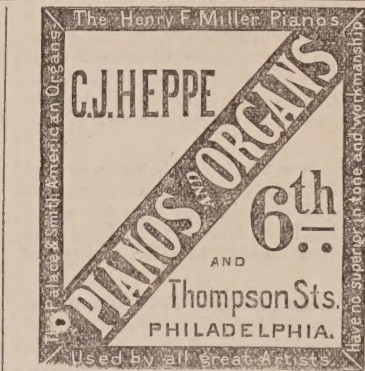 The Henry F. Miller Pianos
C.J. HEPPE
PIANOS AND ORGANS
6th
AND
Thompson Sts.
PHILADELPHIA.
Palace & Smith American Organs
have no superior in tone and workmanship
Used by all great Artists.